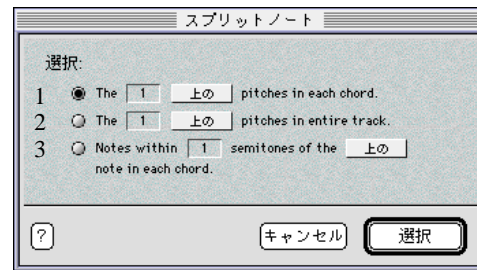 スプリットノート
選択:
1 The 1 上の pitches in each chord.
2 The 1 上の pitches in entire track.
3 Notes within 1 semitones of the 上の
note in each chord.
? キャンセル 選択